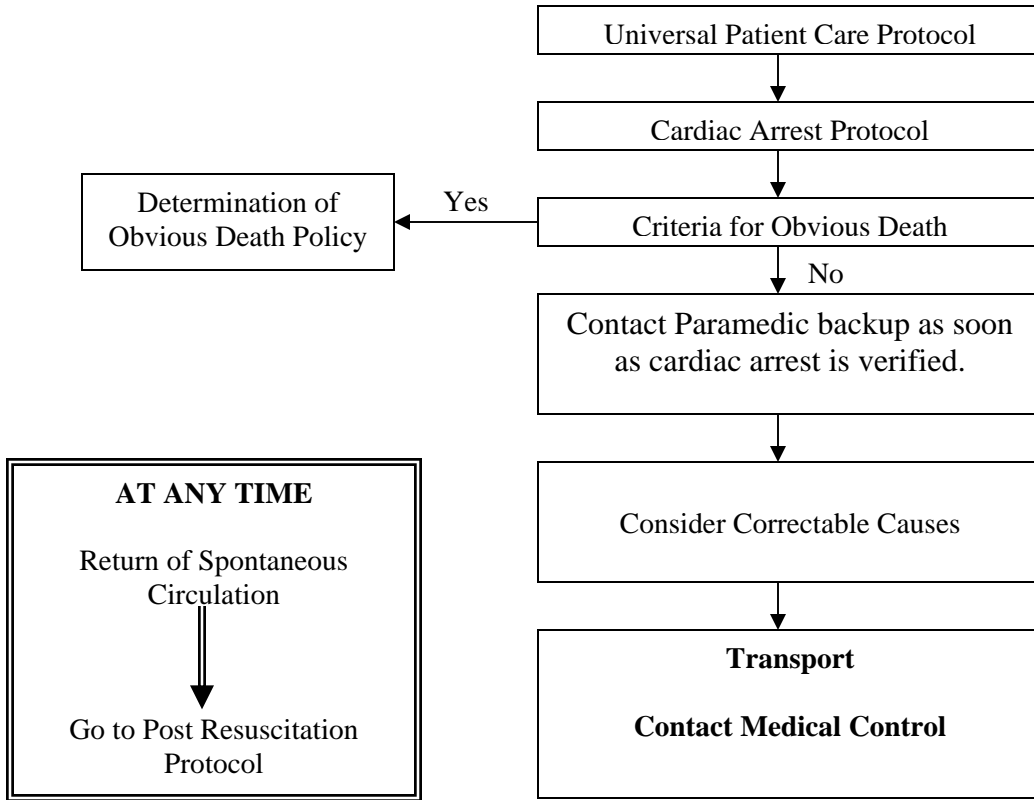 Universal Patient Care Protocol
Cardiac Arrest Protocol
Determination of
Obvious Death Policy
Yes
Criteria for Obvious Death
No
Contact Paramedic backup as soon
as cardiac arrest is verified.
AT ANY TIME
Return of Spontaneous
Circulation
Go to Post Resuscitation
Protocol
Consider Correctable Causes
Transport
Contact Medical Control